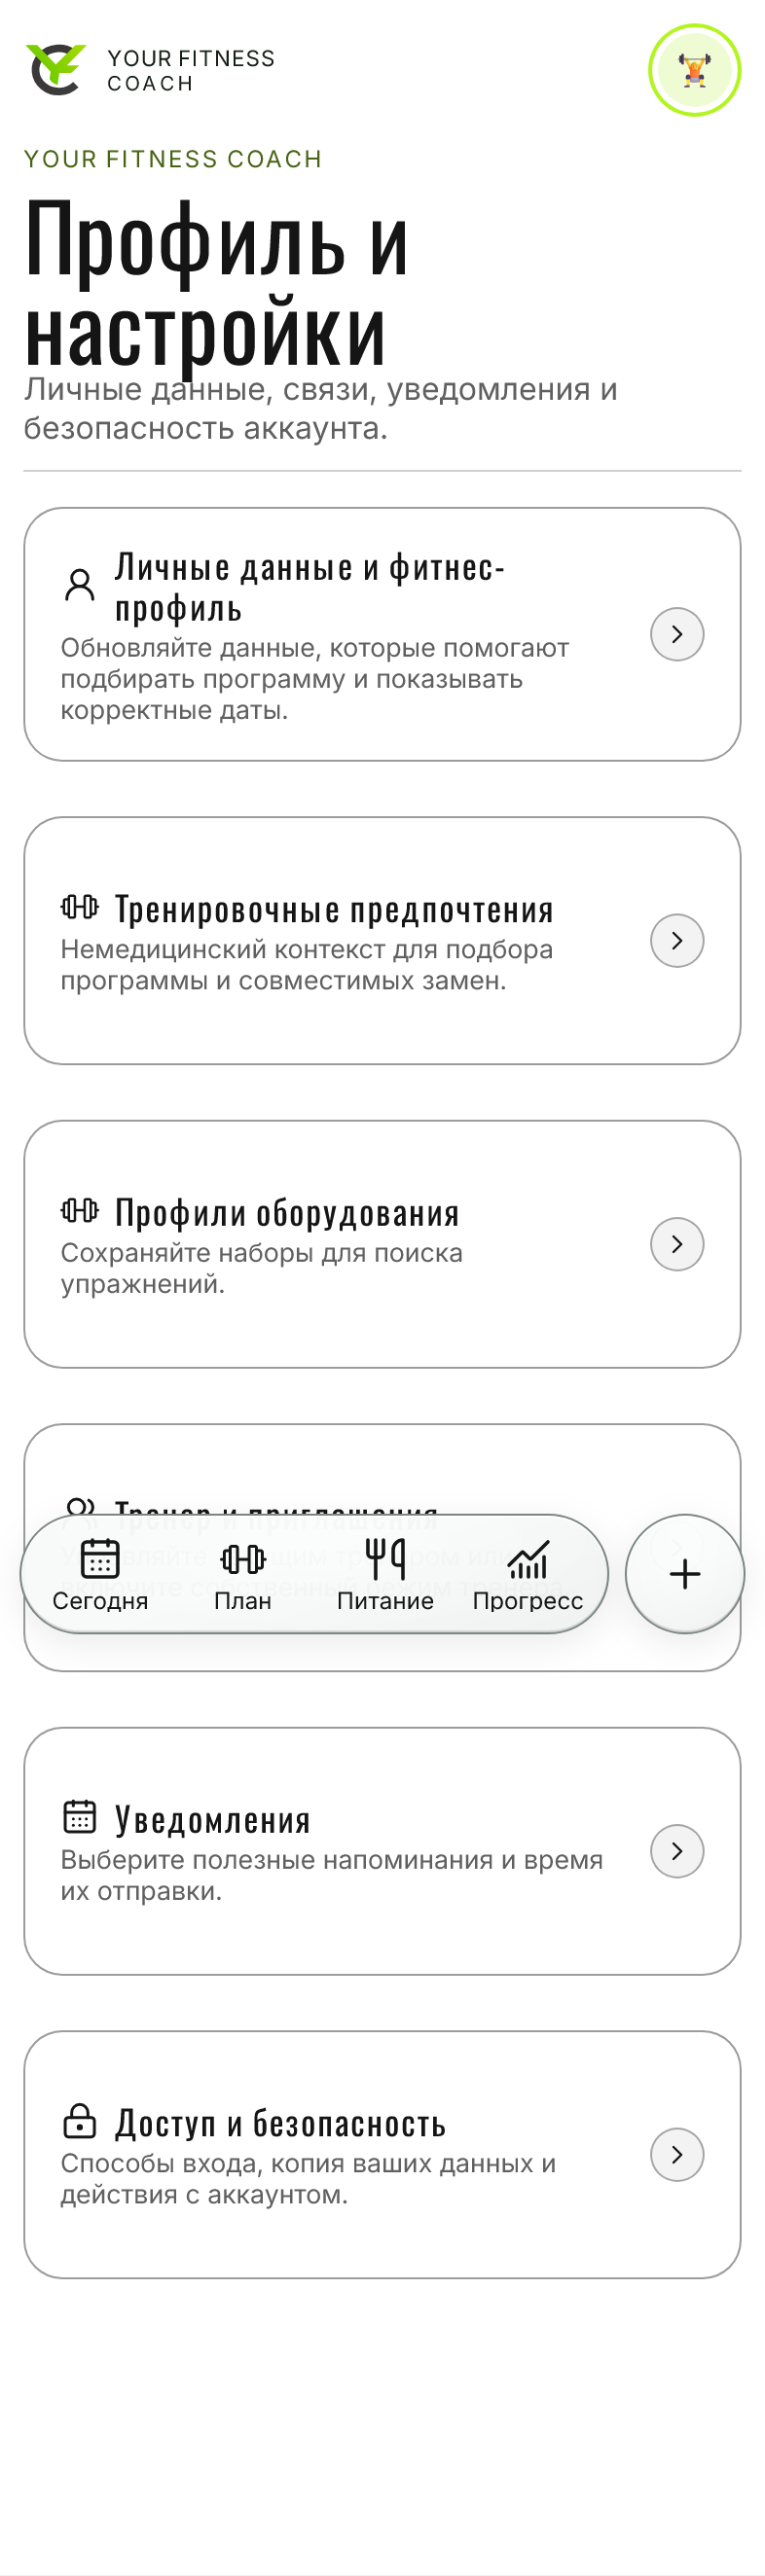 YOUR FITNESS
COACH
YOUR FITNESS COACH
Профиль и
настройки
Личные данные, связи, уведомления и
безопасность аккаунта.
Личные данные и фитнес-
профиль
Обновляйте данные, которые помогают
подбирать программу и показывать
корректные даты.
Тренировочные предпочтения
Немедицинский контекст для подбора
программы и совместимых замен.
Профили оборудования
Сохраняйте наборы для поиска
упражнений.
Тренер и приглашения
Сегодня
План
Питание
Прогресс
Уведомления
Выберите полезные напоминания и время
их отправки.
Доступ и безопасность
Способы входа, копия ваших данных и
действия с аккаунтом.